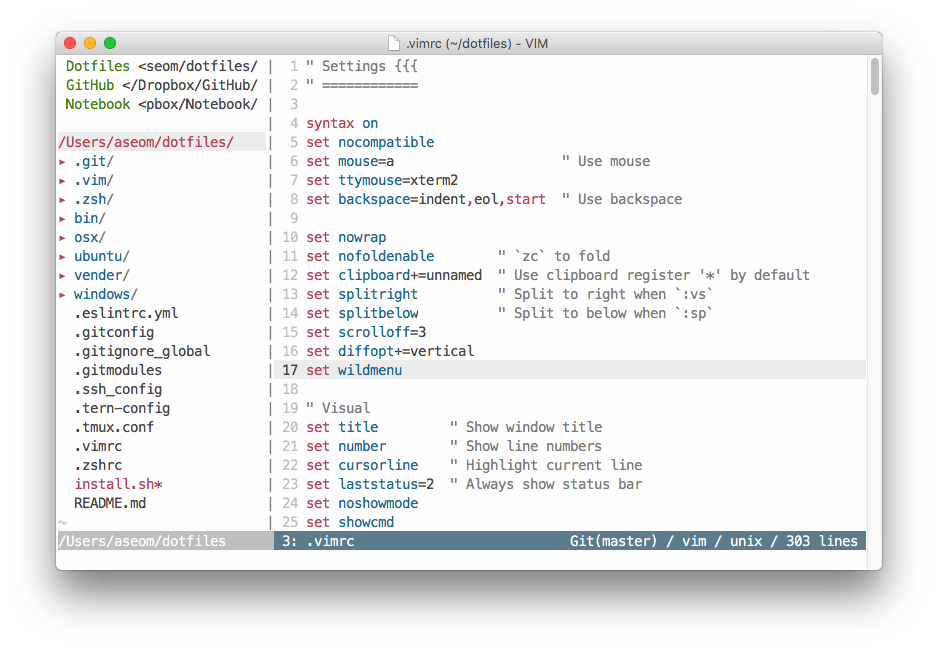 .vimrc (~/dotfiles) - VIM
Dotfiles <seom/dotfiles/
GitHub </Dropbox/GitHub/
Notebook <pbox/Notebook/
/Users/aseom/dotfiles/
▸ .git/
▸ .vim/
▸ .zsh/
▸ bin/
▸ osx/
▸ ubuntu/
▸ vender/
▸ windows/
.eslintrc.yml
.gitconfig
.gitignore_global
.gitmodules
.ssh_config
.tern-config
.tmux.conf
.vimrc
.zshrc
install.sh*
README.md
~
/Users/aseom/dotfiles
1 " Settings {{{
2 " ============
3
4 syntax on
5 set nocompatible
6 set mouse=a " Use mouse
7 set ttymouse=xterm2
8 set backspace=indent,eol,start " Use backspace
9
10 set nowrap
11 set nofoldenable " `zc` to fold
12 set clipboard+=unnamed " Use clipboard register '*' by default
13 set splitright " Split to right when `:vs`
14 set splitbelow " Split to below when `:sp`
15 set scrolloff=3
16 set diffopt+=vertical
17 set wildmenu
18
19 " Visual
20 set title " Show window title
21 set number " Show line numbers
22 set cursorline " Highlight current line
23 set laststatus=2 " Always show status bar
24 set noshowmode
25 set showcmd
3: .vimrc Git(master) / vim / unix / 303 lines